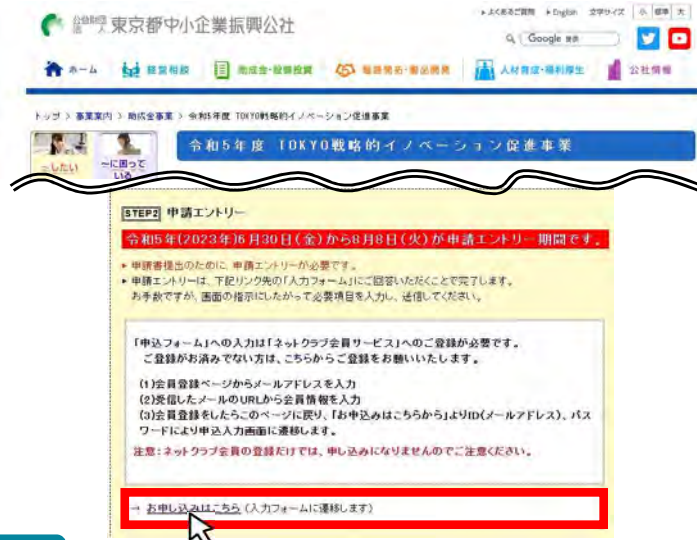 ▸よくあるご質問 ▸English 文字サイズ 小 標準 大
公益財団法人 東京都中小企業振興公社
Google 検索
ホーム 経営相談 助成金・設備投資 販路開拓・製品開発 人材育成・福利厚生 公社情報
トップ > 事業案内 > 助成金事業 > 令和5年度 TOKYO戦略的イノベーション促進事業
～したい
～に困っている
令和5年度 TOKYO戦略的イノベーション促進事業
STEP2 申請エントリー
令和5年(2023年)6月30日(金)から8月8日(火)が申請エントリー期間です。
▸ 申請書提出のために、申請エントリーが必要です。
▸ 申請エントリーは、下記リンク先の「入力フォーム」にご回答いただくことで完了します。
お手数ですが、画面の指示にしたがって必要項目を入力し、送信してください。
「申込フォーム」への入力は「ネットクラブ会員サービス」へのご登録が必要です。
ご登録がお済みでない方は、こちらからご登録をお願いいたします。
(1)会員登録ページからメールアドレスを入力
(2)受信したメールのURLから会員情報を入力
(3)会員登録をしたらこのページに戻り、「お申込みはこちらから」よりID(メールアドレス)、パス
ワードにより申込入力画面に遷移します。
注意：ネットクラブ会員の登録だけでは、申し込みになりませんのでご注意ください。
→ お申し込みはこちら (入力フォームに遷移します)